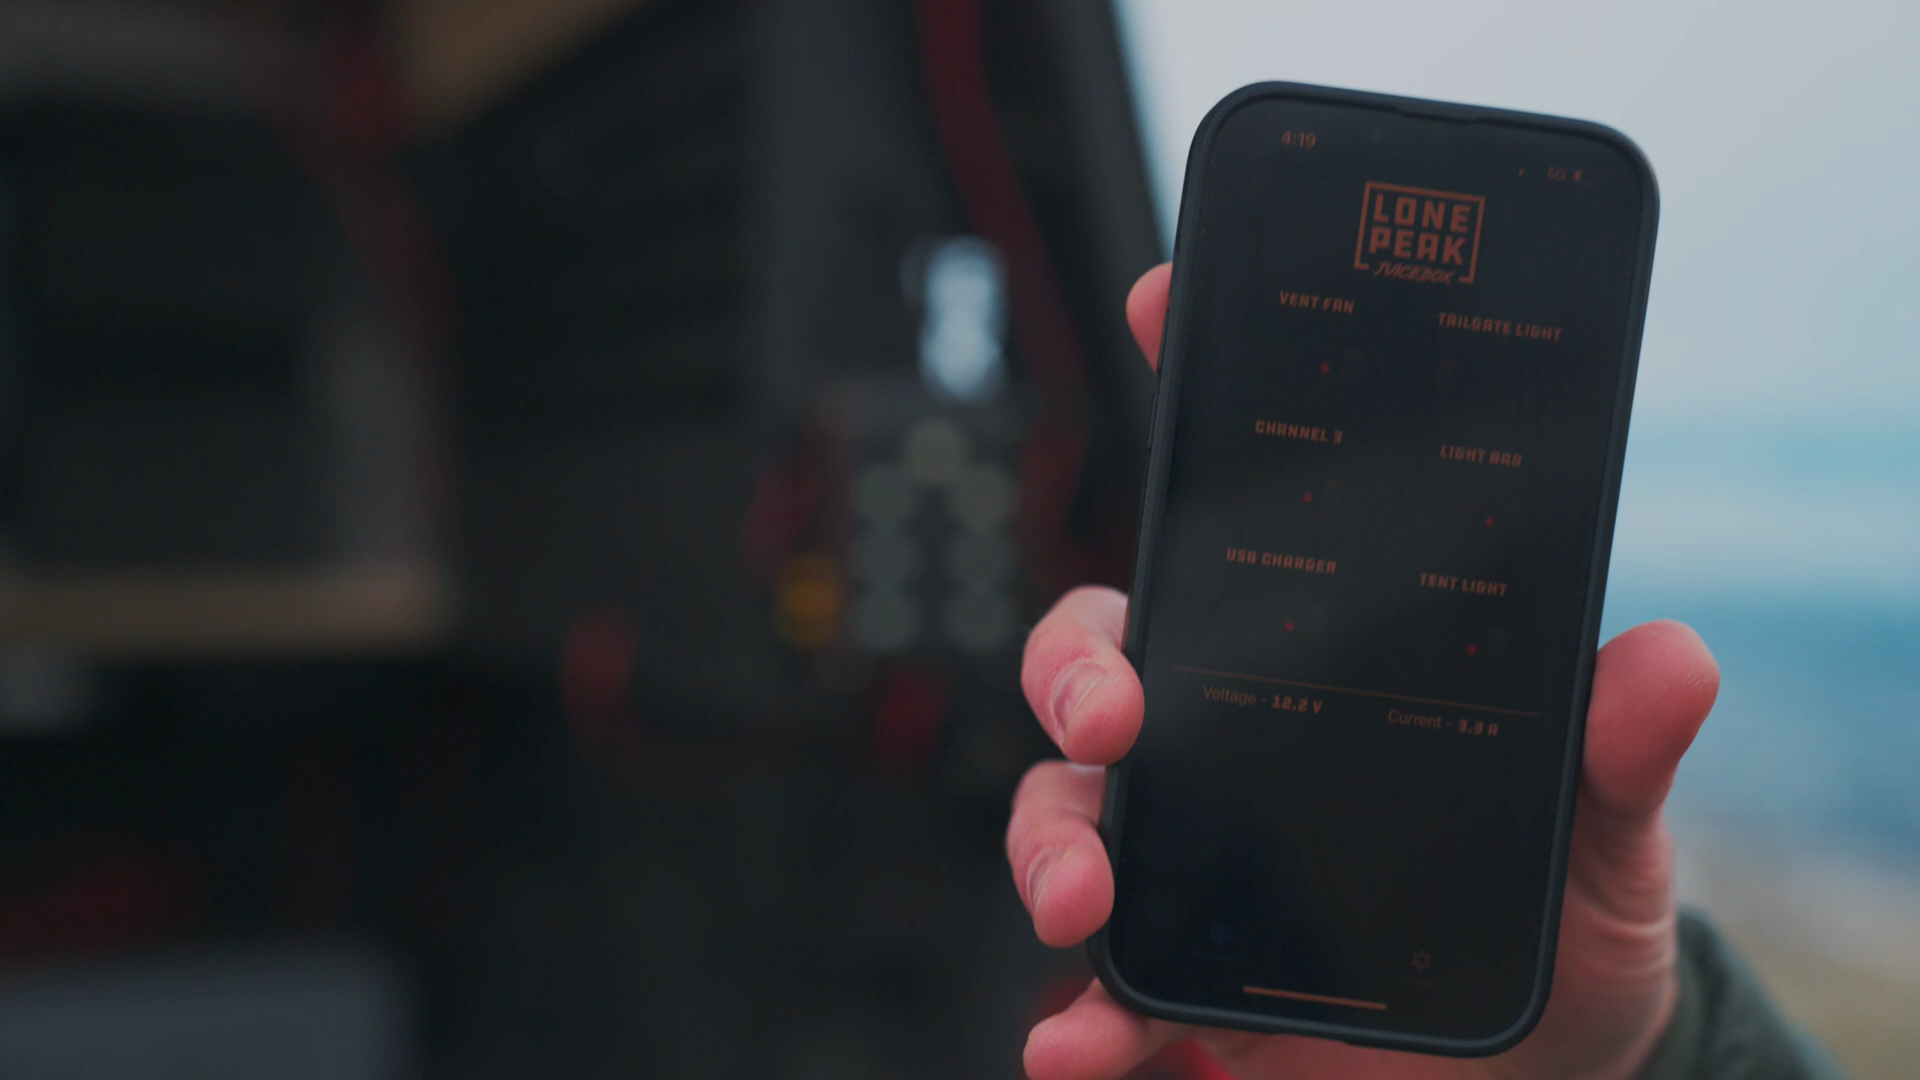 4:19
5G
LONE
PEAK
JUICEBOX
VENT FAN
TAILGATE LIGHT
CHANNEL 3
LIGHT BAR
USB CHARGER
TENT LIGHT
Voltage - 12.2 V
Current - 3.3 A